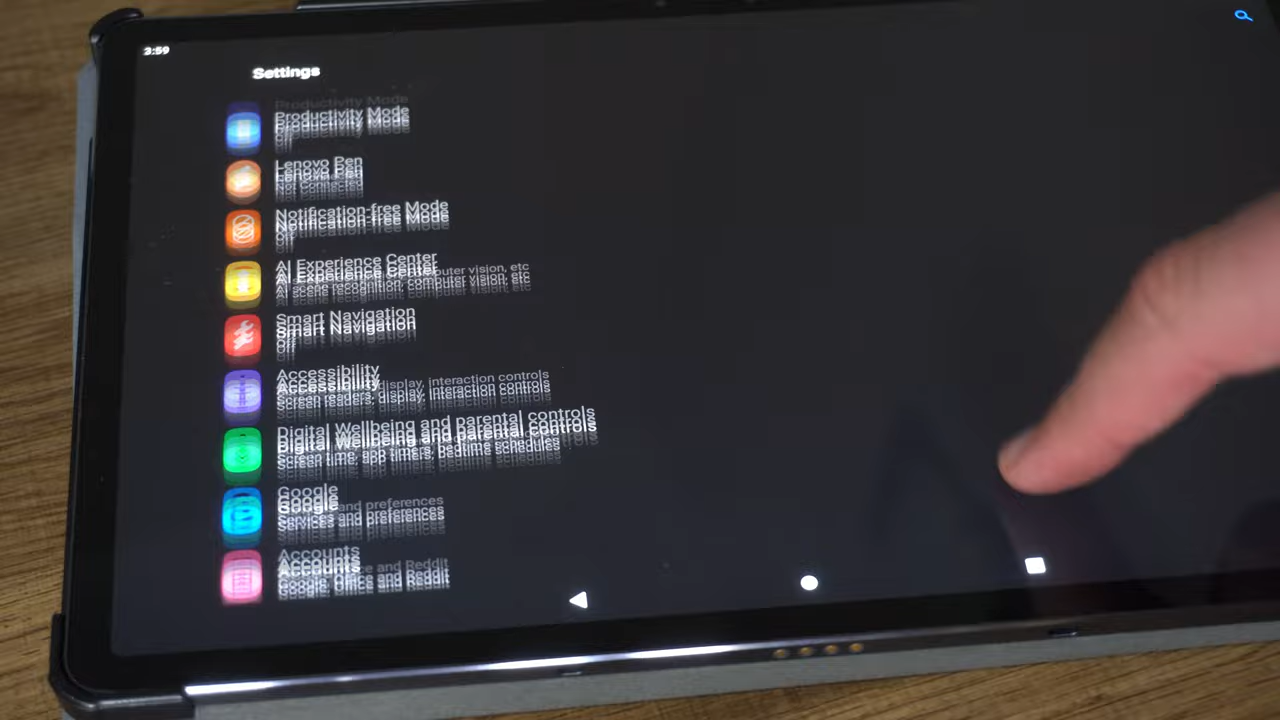 3:59
Settings
Productivity Mode
Off
Lenovo Pen
Not Connected
Notification-free Mode
Off
AI Experience Center
AI scene recognition, computer vision, etc
Smart Navigation
Off
Accessibility
Screen readers, display, interaction controls
Digital Wellbeing and parental controls
Screen time, app timers, bedtime schedules
Google
Services and preferences
Accounts
Google, Office and Reddit